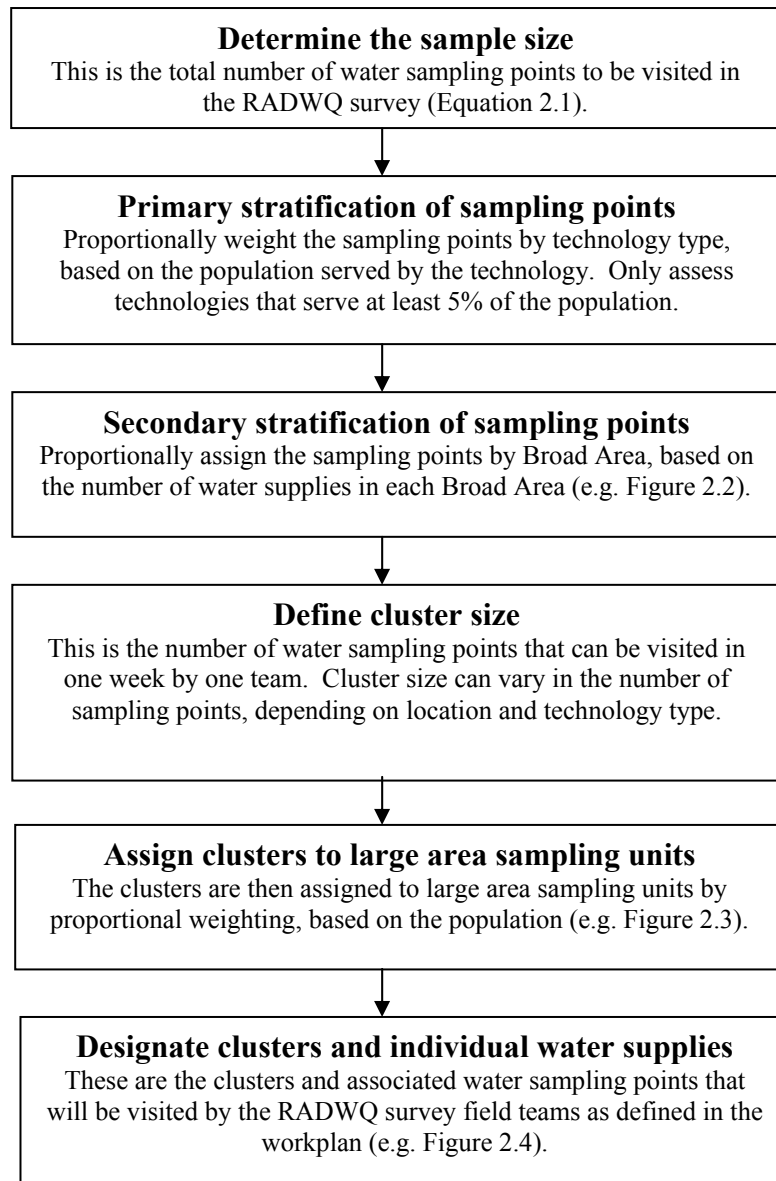 Determine the sample size
This is the total number of water sampling points to be visited in
the RADWQ survey (Equation 2.1).
Primary stratification of sampling points
Proportionally weight the sampling points by technology type,
based on the population served by the technology.  Only assess
technologies that serve at least 5% of the population.
Secondary stratification of sampling points
Proportionally assign the sampling points by Broad Area, based on
the number of water supplies in each Broad Area (e.g. Figure 2.2).
Define cluster size
This is the number of water sampling points that can be visited in
one week by one team.  Cluster size can vary in the number of
sampling points, depending on location and technology type.
Assign clusters to large area sampling units
The clusters are then assigned to large area sampling units by
proportional weighting, based on the population (e.g. Figure 2.3).
Designate clusters and individual water supplies
These are the clusters and associated water sampling points that
will be visited by the RADWQ survey field teams as defined in the
workplan (e.g. Figure 2.4).